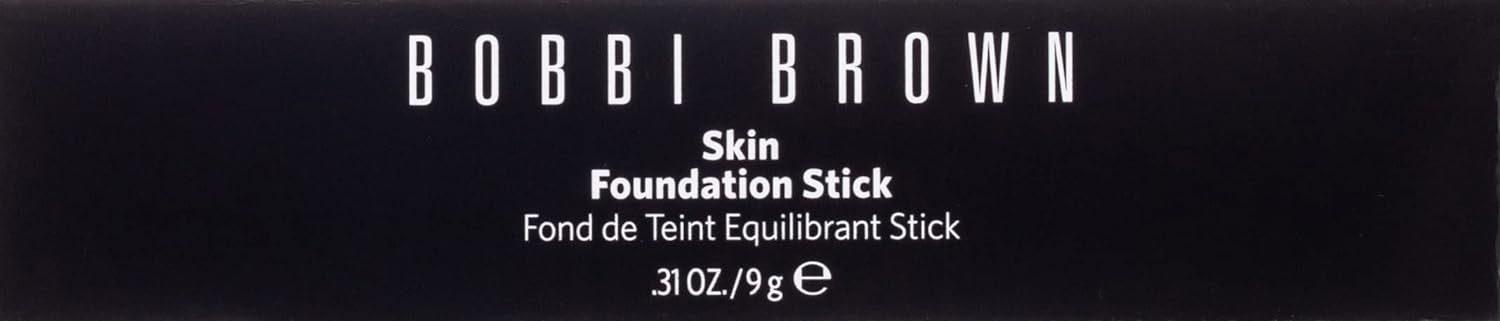 BOBBI BROWN
Skin
Foundation Stick
Fond de Teint Equilibrant Stick
.31 OZ./9 g ℮